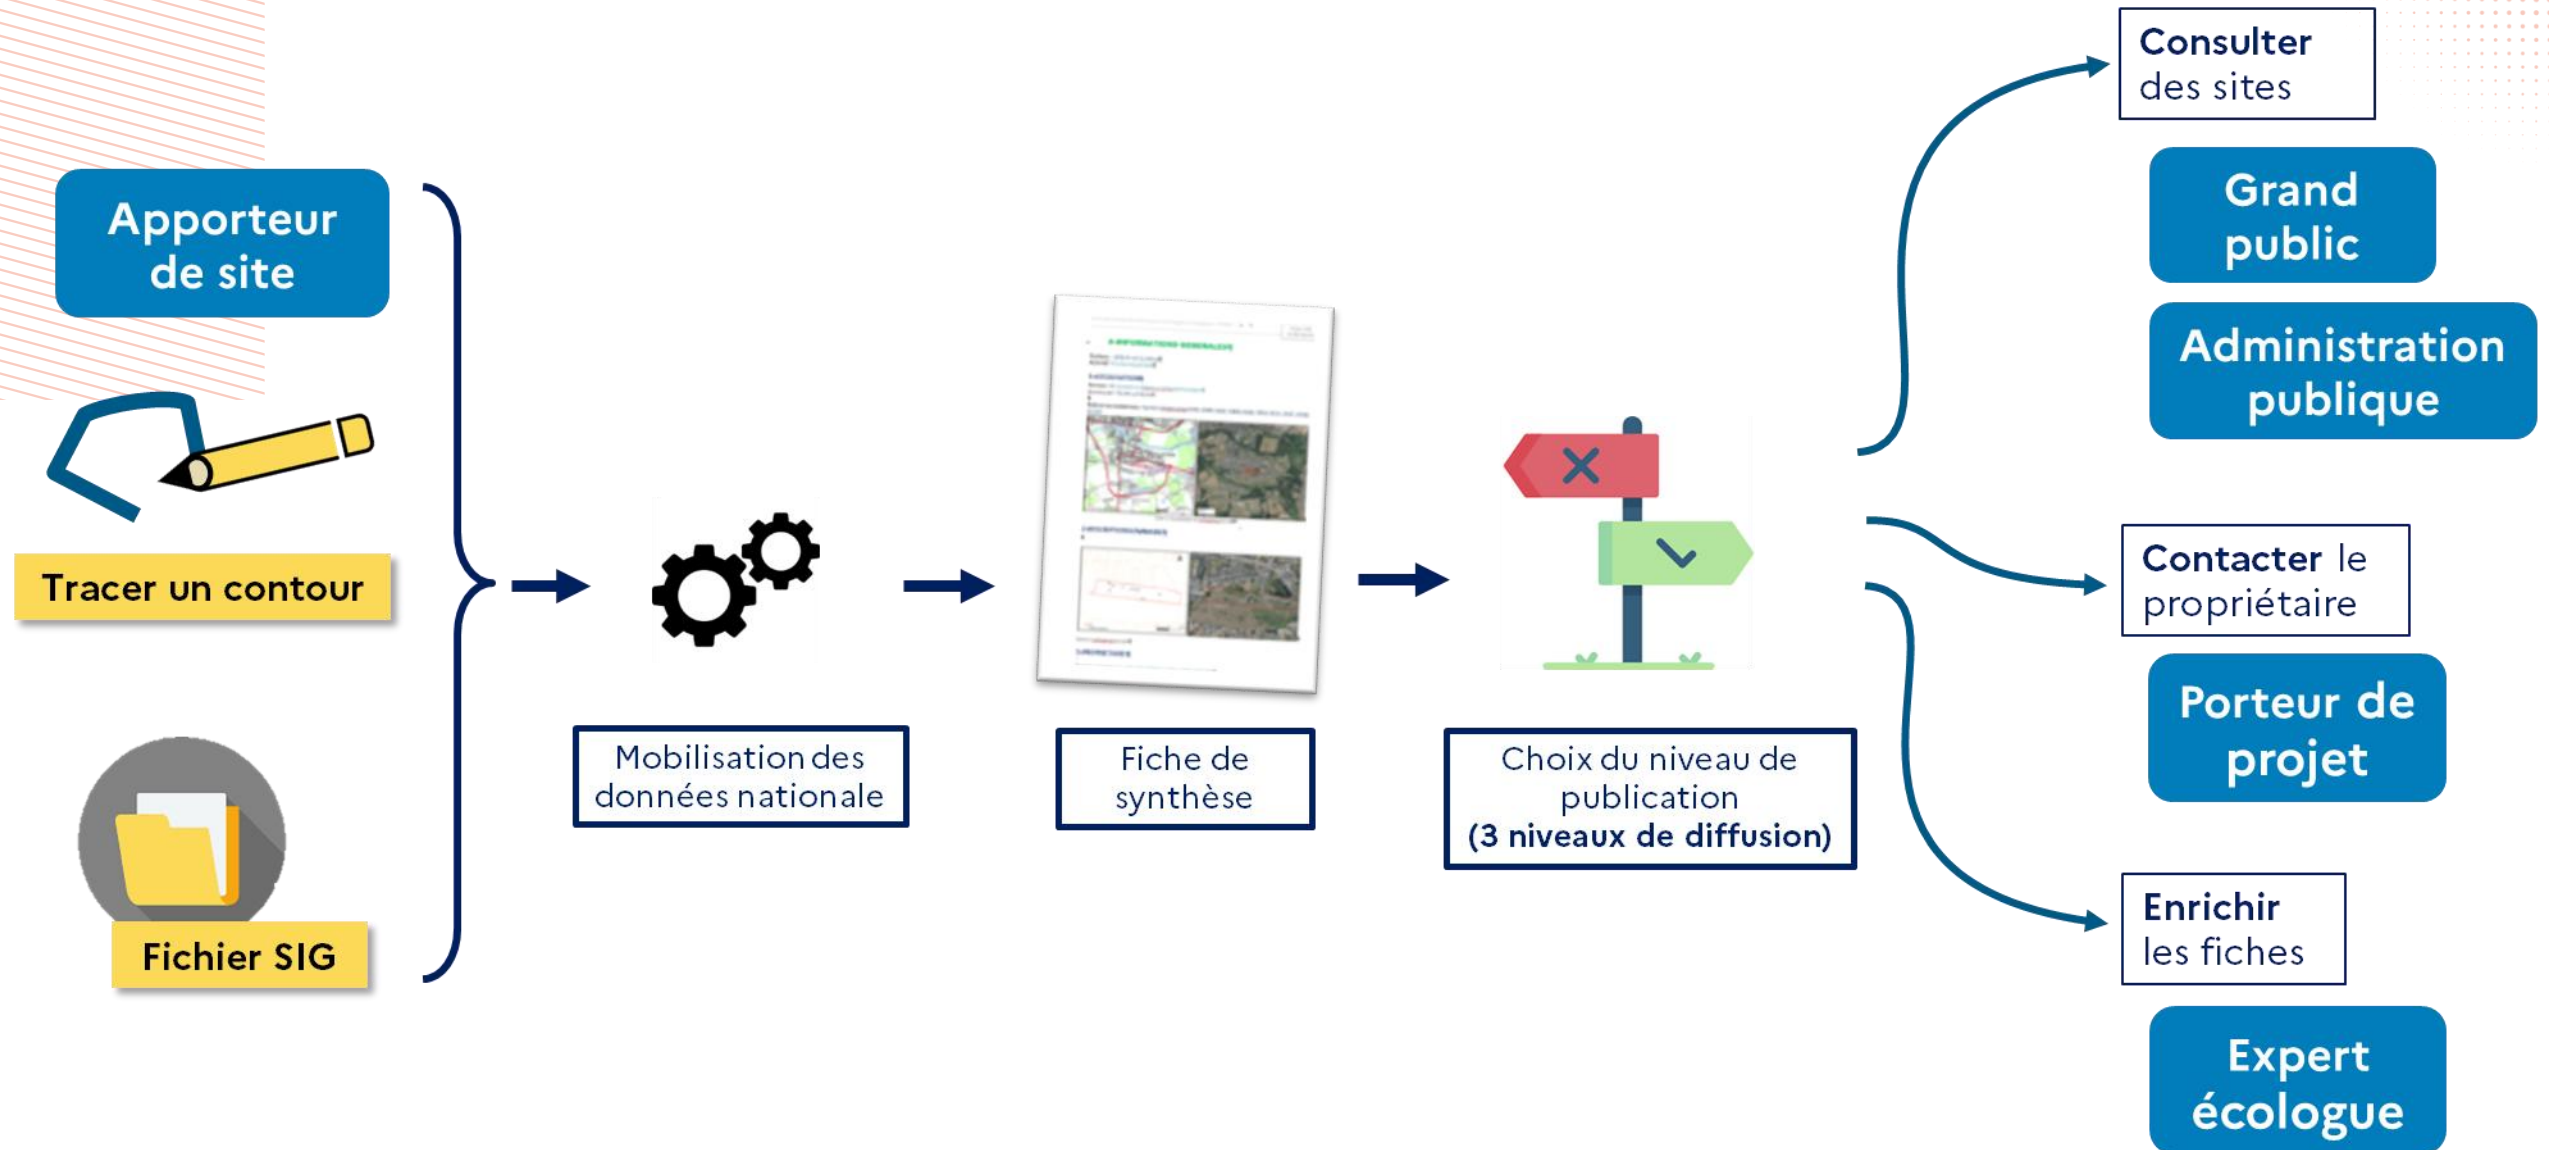 Apporteur
de site
Tracer un contour
Fichier SIG
Mobilisation des
données nationale
Fiche de
synthèse
Choix du niveau de
publication
(3 niveaux de diffusion)
Consulter
des sites
Grand
public
Administration
publique
Contacter le
propriétaire
Porteur de
projet
Enrichir
les fiches
Expert
écologue